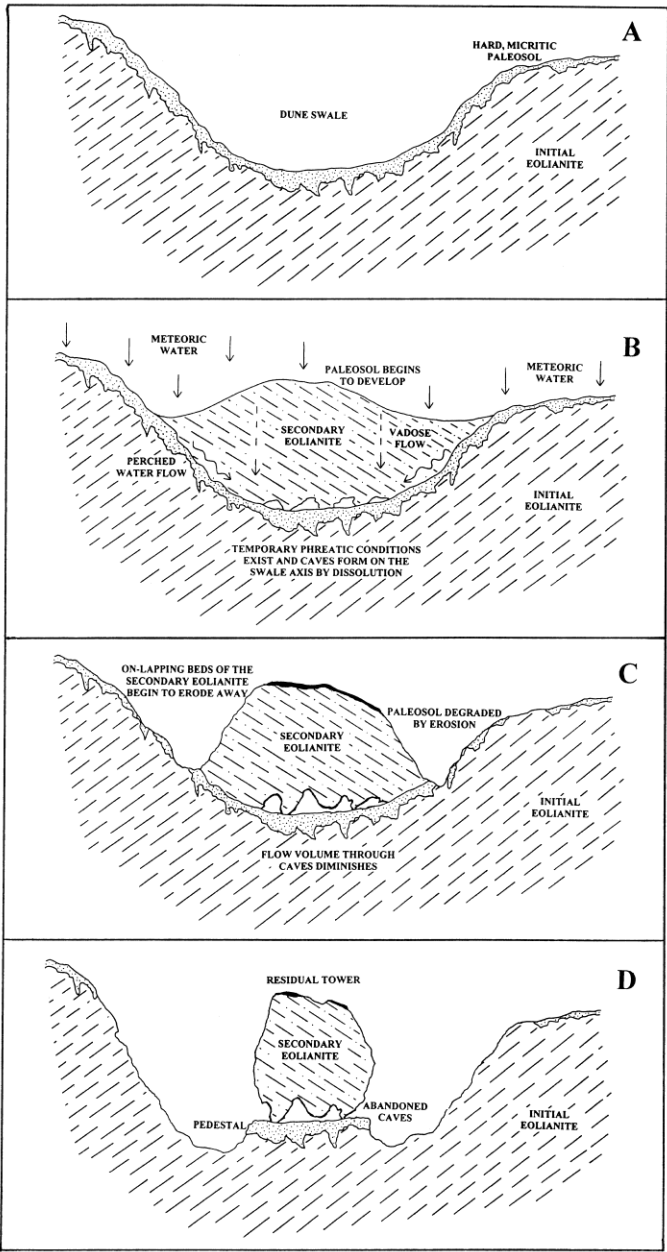 A
HARD, MICRITIC
PALEOSOL
DUNE SWALE
INITIAL
EOLIANITE
B
METEORIC
WATER
PALEOSOL BEGINS
TO DEVELOP
METEORIC
WATER
SECONDARY
EOLIANITE
VADOSE
FLOW
PERCHED
WATER FLOW
INITIAL
EOLIANITE
TEMPORARY PHREATIC CONDITIONS
EXIST AND CAVES FORM ON THE
SWALE AXIS BY DISSOLUTION
C
ON-LAPPING BEDS OF THE
SECONDARY EOLIANITE
BEGIN TO ERODE AWAY
PALEOSOL DEGRADED
BY EROSION
SECONDARY
EOLIANITE
INITIAL
EOLIANITE
FLOW VOLUME THROUGH
CAVES DIMINISHES
D
RESIDUAL TOWER
SECONDARY
EOLIANITE
ABANDONED
CAVES
PEDESTAL
INITIAL
EOLIANITE